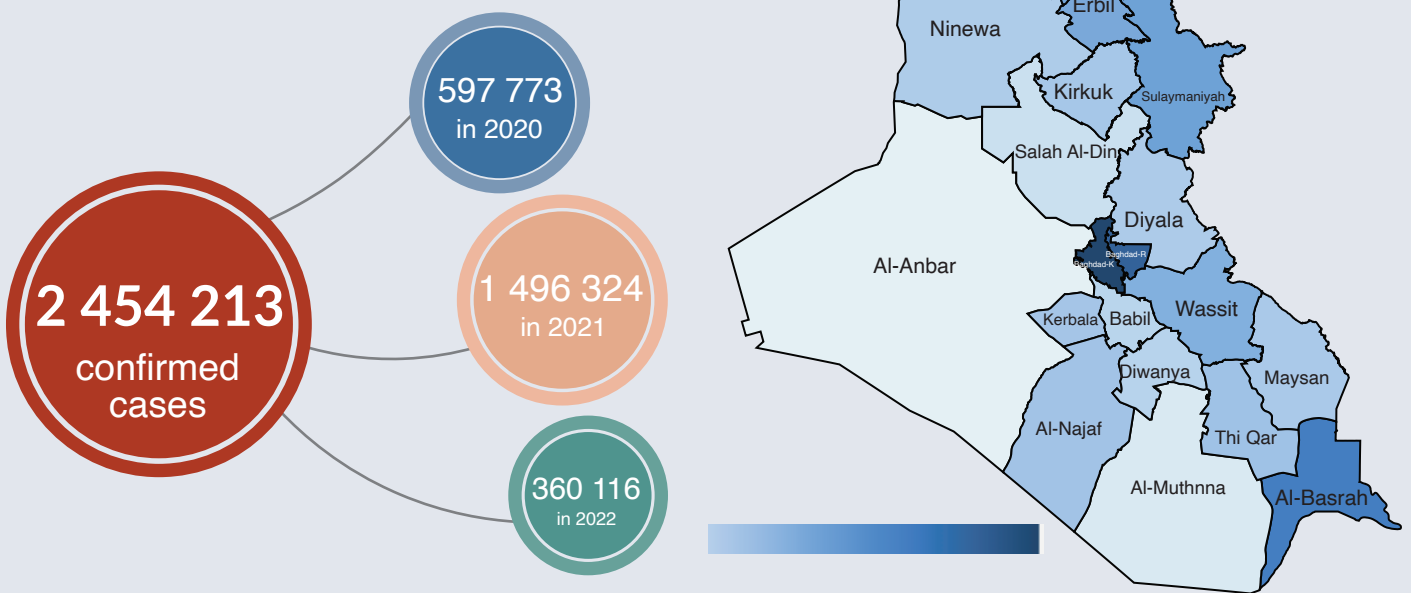 2 454 213
confirmed
cases
597 773
in 2020
1 496 324
in 2021
360 116
in 2022
Erbil
Ninewa
Kirkuk
Sulaymaniyah
Salah Al-Din
Diyala
Baghdad-R
Baghdad-K
Al-Anbar
Wassit
Kerbala
Babil
Diwanya
Maysan
Al-Najaf
Thi Qar
Al-Muthnna
Al-Basrah